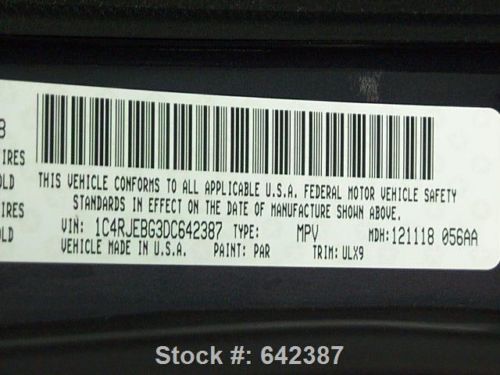 8
IRES
OLD
IRES
OLD
THIS VEHICLE CONFORMS TO ALL APPLICABLE U.S.A. FEDERAL MOTOR VEHICLE SAFETY
STANDARDS IN EFFECT ON THE DATE OF MANUFACTURE SHOWN ABOVE.
VIN: 1C4RJEBG3DC642387 TYPE: MPV MDH:121118 056AA
VEHICLE MADE IN U.S.A. PAINT: PAR TRIM: ULX9
Stock #: 642387